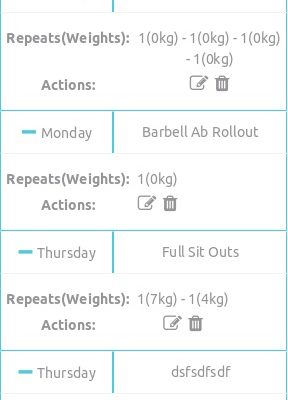 Repeats(Weights): 1(0kg) - 1(0kg) - 1(0kg)
- 1(0kg)
Actions:
Monday Barbell Ab Rollout
Repeats(Weights): 1(0kg)
Actions:
Thursday Full Sit Outs
Repeats(Weights): 1(7kg) - 1(4kg)
Actions:
Thursday dsfsdfsdf